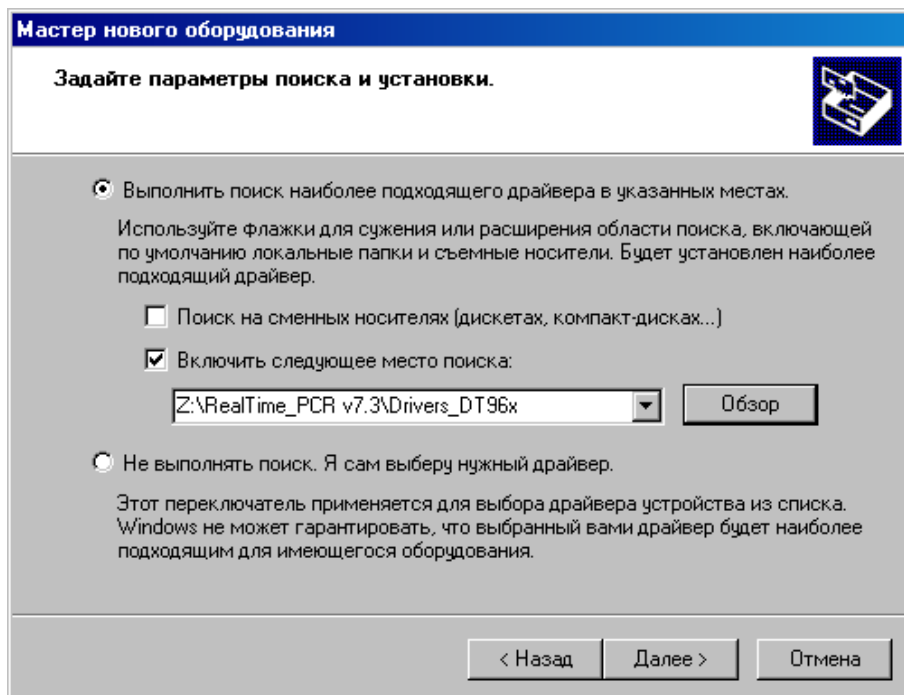 Мастер нового оборудования
Задайте параметры поиска и установки.
Выполнить поиск наиболее подходящего драйвера в указанных местах.
Используйте флажки для сужения или расширения области поиска, включающей
по умолчанию локальные папки и съемные носители. Будет установлен наиболее
подходящий драйвер.
Поиск на сменных носителях (дискетах, компакт-дисках...)
Включить следующее место поиска:
Z:\RealTime_PCR v7.3\Drivers_DT96x
Обзор
Не выполнять поиск. Я сам выберу нужный драйвер.
Этот переключатель применяется для выбора драйвера устройства из списка.
Windows не может гарантировать, что выбранный вами драйвер будет наиболее
подходящим для имеющегося оборудования.
< Назад
Далее >
Отмена